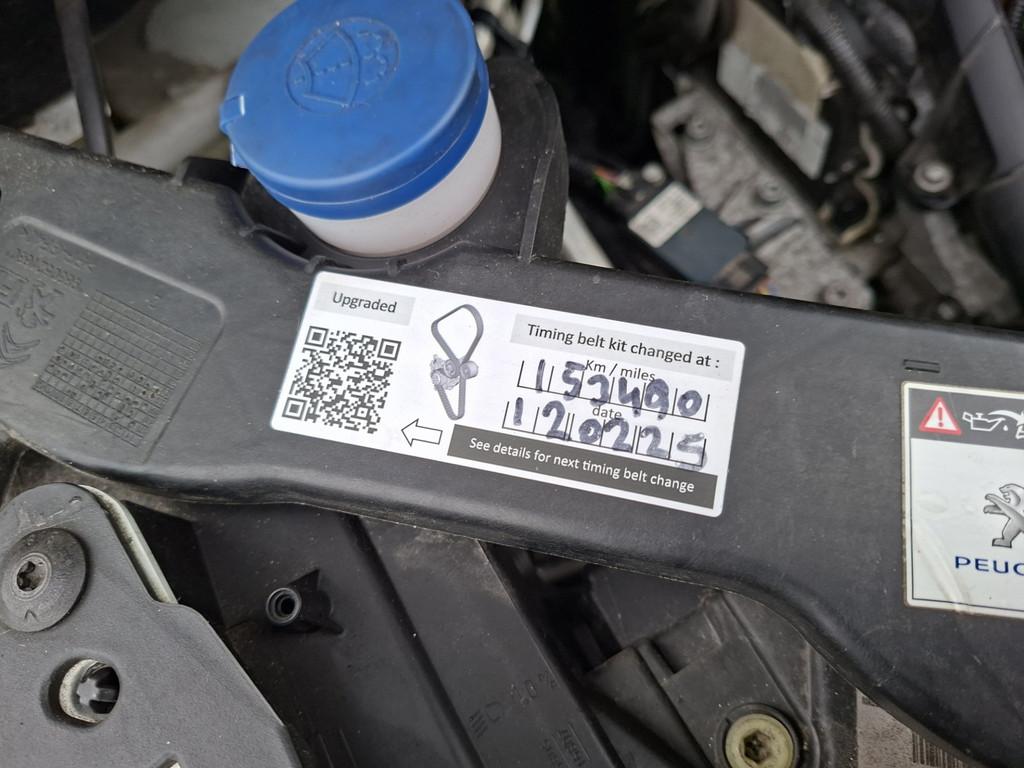 Upgraded
Timing belt kit changed at :
Km / miles
153490
date
120225
See details for next timing belt change
PEUG